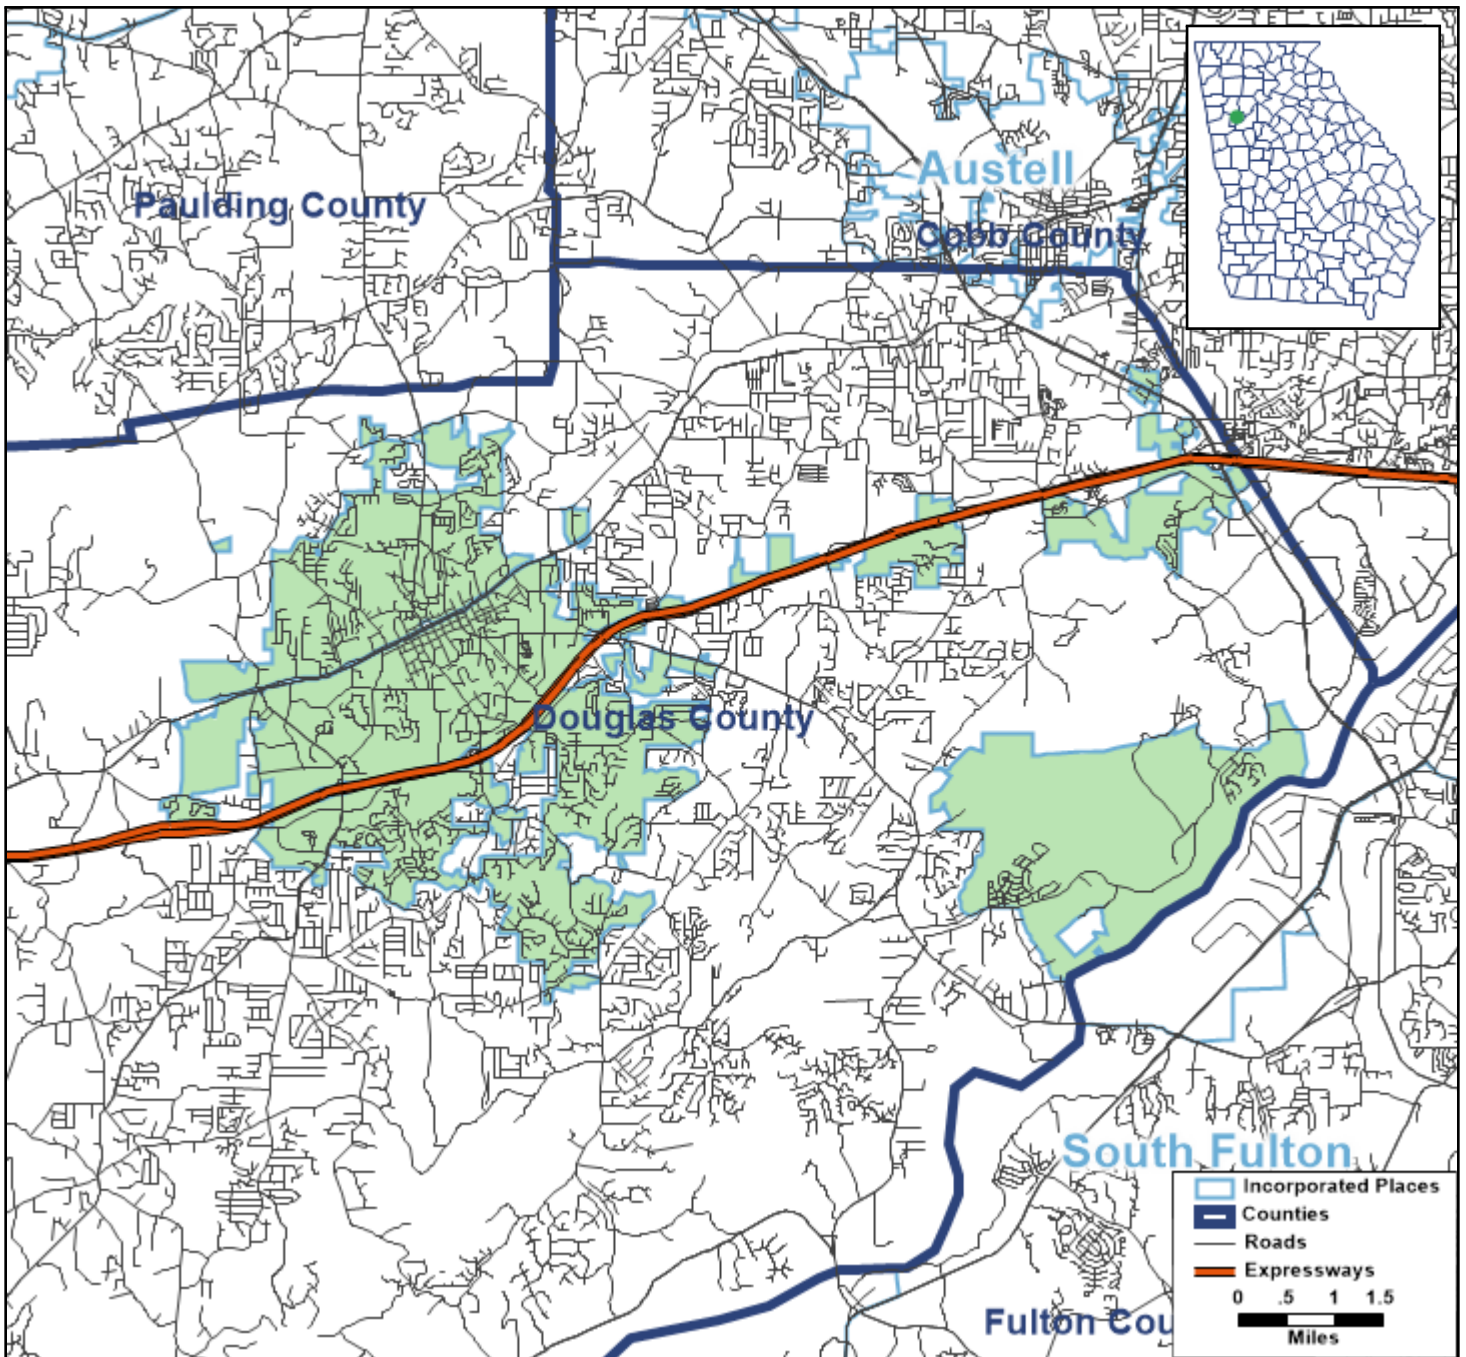 Austell
Paulding County
Cobb County
Douglas County
South Fulton
Incorporated Places
Counties
Roads
Expressways
0 .5 1 1.5
Miles
Fulton Cou